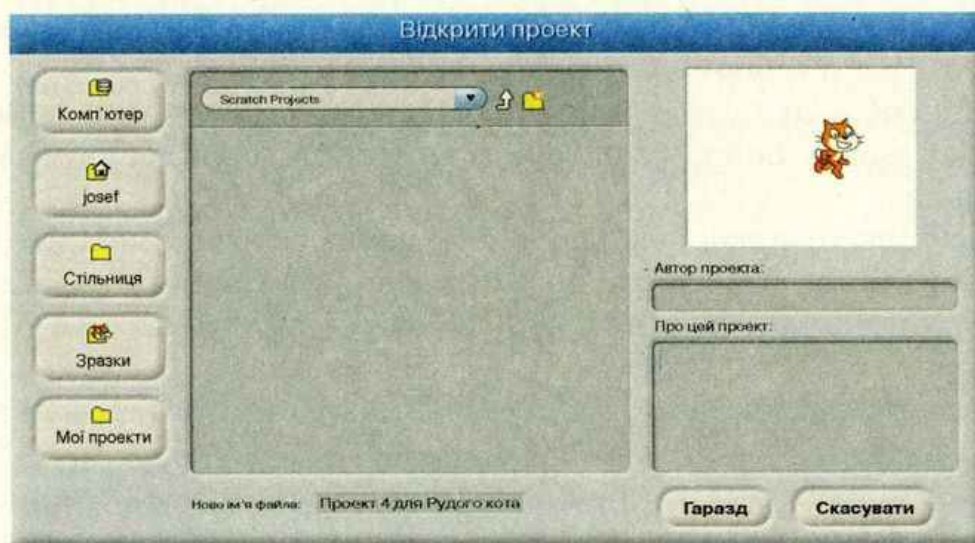 Відкрити проект
Комп'ютер
josef
Стільниця
Зразки
Мої проекти
Scratch Projects
Ново ім'я файла: Проект 4 для Рудого кота
Автор проекта:
Про цей проект:
Гаразд
Скасувати